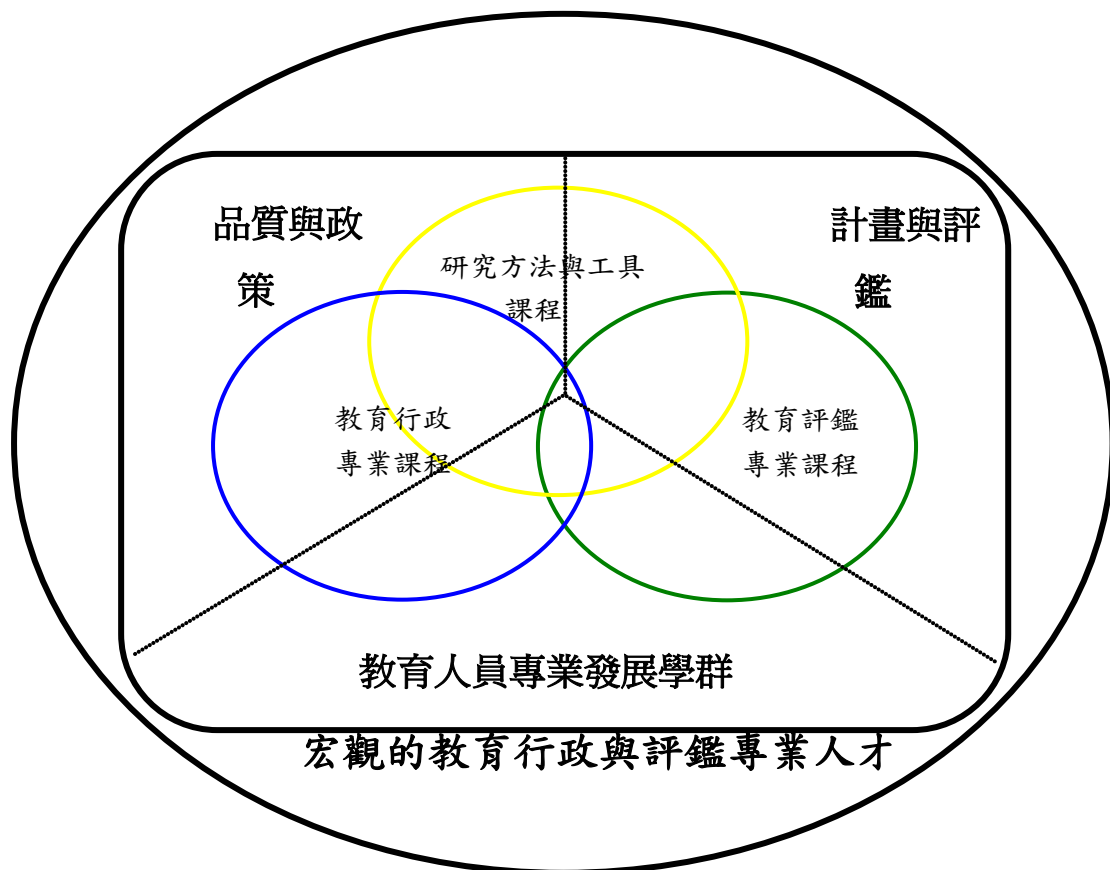 品質與政
策
計畫與評
鑑
研究方法與工具
課程
教育行政
專業課程
教育評鑑
專業課程
教育人員專業發展學群
宏觀的教育行政與評鑑專業人才